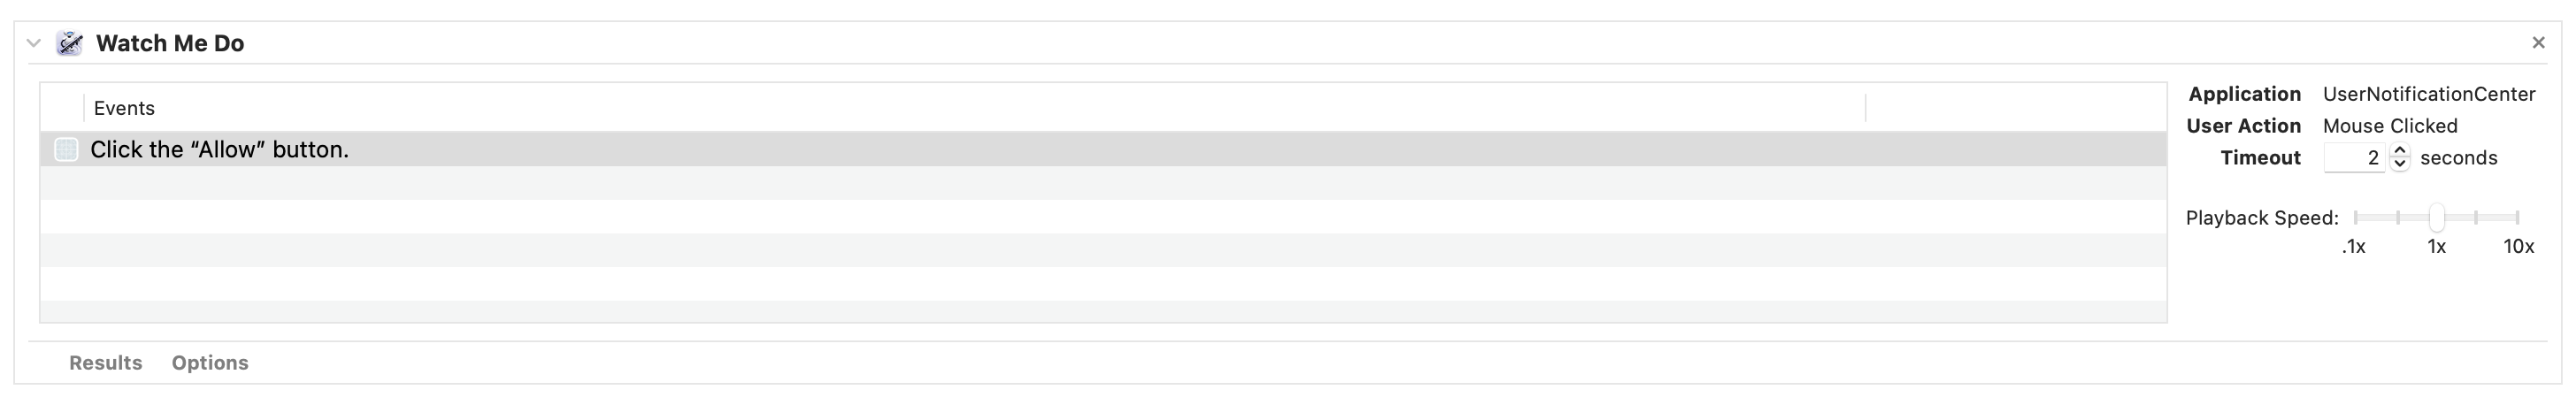 Watch Me Do
Events
Click the “Allow” button.
Application UserNotificationCenter
User Action Mouse Clicked
Timeout 2 seconds
Playback Speed:
.1x 1x 10x
Results Options